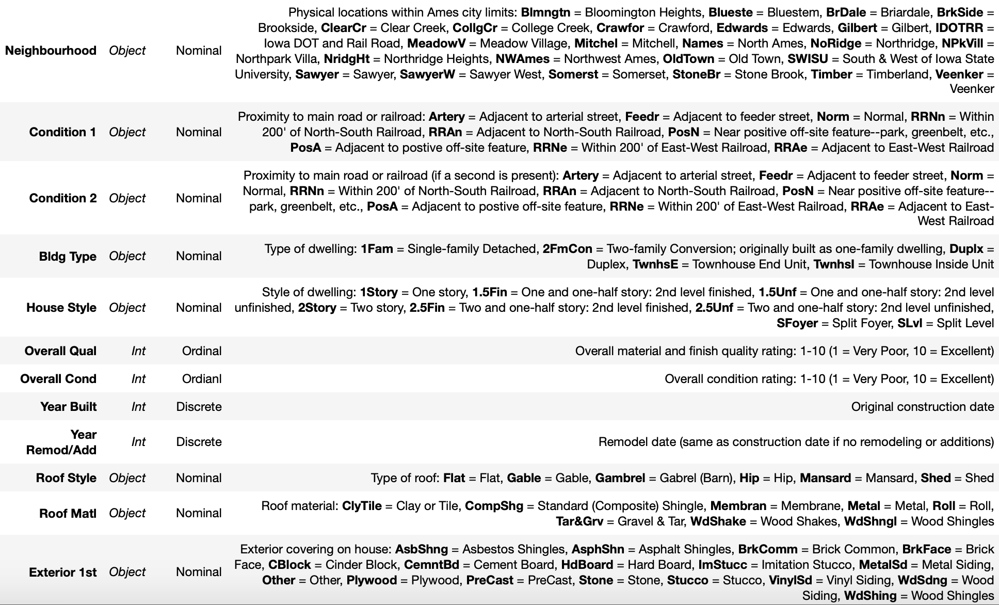 Physical locations within Ames city limits: Blmngtn = Bloomington Heights, Blueste = Bluestem, BrDale = Briardale, BrkSide =
Brookside, ClearCr = Clear Creek, CollgCr = College Creek, Crawfor = Crawford, Edwards = Edwards, Gilbert = Gilbert, IDOTRR =
Neighbourhood Object Nominal Iowa DOT and Rail Road, MeadowV = Meadow Village, Mitchel = Mitchell, Names = North Ames, NoRidge = Northridge, NPkVill =
Northpark Villa, NridgHt = Northridge Heights, NWAmes = Northwest Ames, OldTown = Old Town, SWISU = South & West of Iowa State
University, Sawyer = Sawyer, SawyerW = Sawyer West, Somerst = Somerset, StoneBr = Stone Brook, Timber = Timberland, Veenker =
Veenker
Proximity to main road or railroad: Artery = Adjacent to arterial street, Feedr = Adjacent to feeder street, Norm = Normal, RRNn = Within
Condition 1 Object Nominal 200' of North-South Railroad, RRAn = Adjacent to North-South Railroad, PosN = Near positive off-site feature--park, greenbelt, etc.,
PosA = Adjacent to postive off-site feature, RRNe = Within 200' of East-West Railroad, RRAe = Adjacent to East-West Railroad
Proximity to main road or railroad (if a second is present): Artery = Adjacent to arterial street, Feedr = Adjacent to feeder street, Norm =
Condition 2 Object Nominal Normal, RRNn = Within 200' of North-South Railroad, RRAn = Adjacent to North-South Railroad, PosN = Near positive off-site feature--
park, greenbelt, etc., PosA = Adjacent to postive off-site feature, RRNe = Within 200' of East-West Railroad, RRAe = Adjacent to East-
West Railroad
Bldg Type Object Nominal Type of dwelling: 1Fam = Single-family Detached, 2FmCon = Two-family Conversion; originally built as one-family dwelling, Duplx =
Duplex, TwnhsE = Townhouse End Unit, TwnhsI = Townhouse Inside Unit
Style of dwelling: 1Story = One story, 1.5Fin = One and one-half story: 2nd level finished, 1.5Unf = One and one-half story: 2nd level
House Style Object Nominal unfinished, 2Story = Two story, 2.5Fin = Two and one-half story: 2nd level finished, 2.5Unf = Two and one-half story: 2nd level unfinished,
SFoyer = Split Foyer, SLvl = Split Level
Overall Qual Int Ordinal Overall material and finish quality rating: 1-10 (1 = Very Poor, 10 = Excellent)
Overall Cond Int Ordianl Overall condition rating: 1-10 (1 = Very Poor, 10 = Excellent)
Year Built Int Discrete Original construction date
Year
Remod/Add Int Discrete Remodel date (same as construction date if no remodeling or additions)
Roof Style Object Nominal Type of roof: Flat = Flat, Gable = Gable, Gambrel = Gabrel (Barn), Hip = Hip, Mansard = Mansard, Shed = Shed
Roof Matl Object Nominal Roof material: ClyTile = Clay or Tile, CompShg = Standard (Composite) Shingle, Membran = Membrane, Metal = Metal, Roll = Roll,
Tar&Grv = Gravel & Tar, WdShake = Wood Shakes, WdShngl = Wood Shingles
Exterior covering on house: AsbShng = Asbestos Shingles, AsphShn = Asphalt Shingles, BrkComm = Brick Common, BrkFace = Brick
Exterior 1st Object Nominal Face, CBlock = Cinder Block, CemntBd = Cement Board, HdBoard = Hard Board, ImStucc = Imitation Stucco, MetalSd = Metal Siding,
Other = Other, Plywood = Plywood, PreCast = PreCast, Stone = Stone, Stucco = Stucco, VinylSd = Vinyl Siding, WdSdng = Wood
Siding, WdShing = Wood Shingles